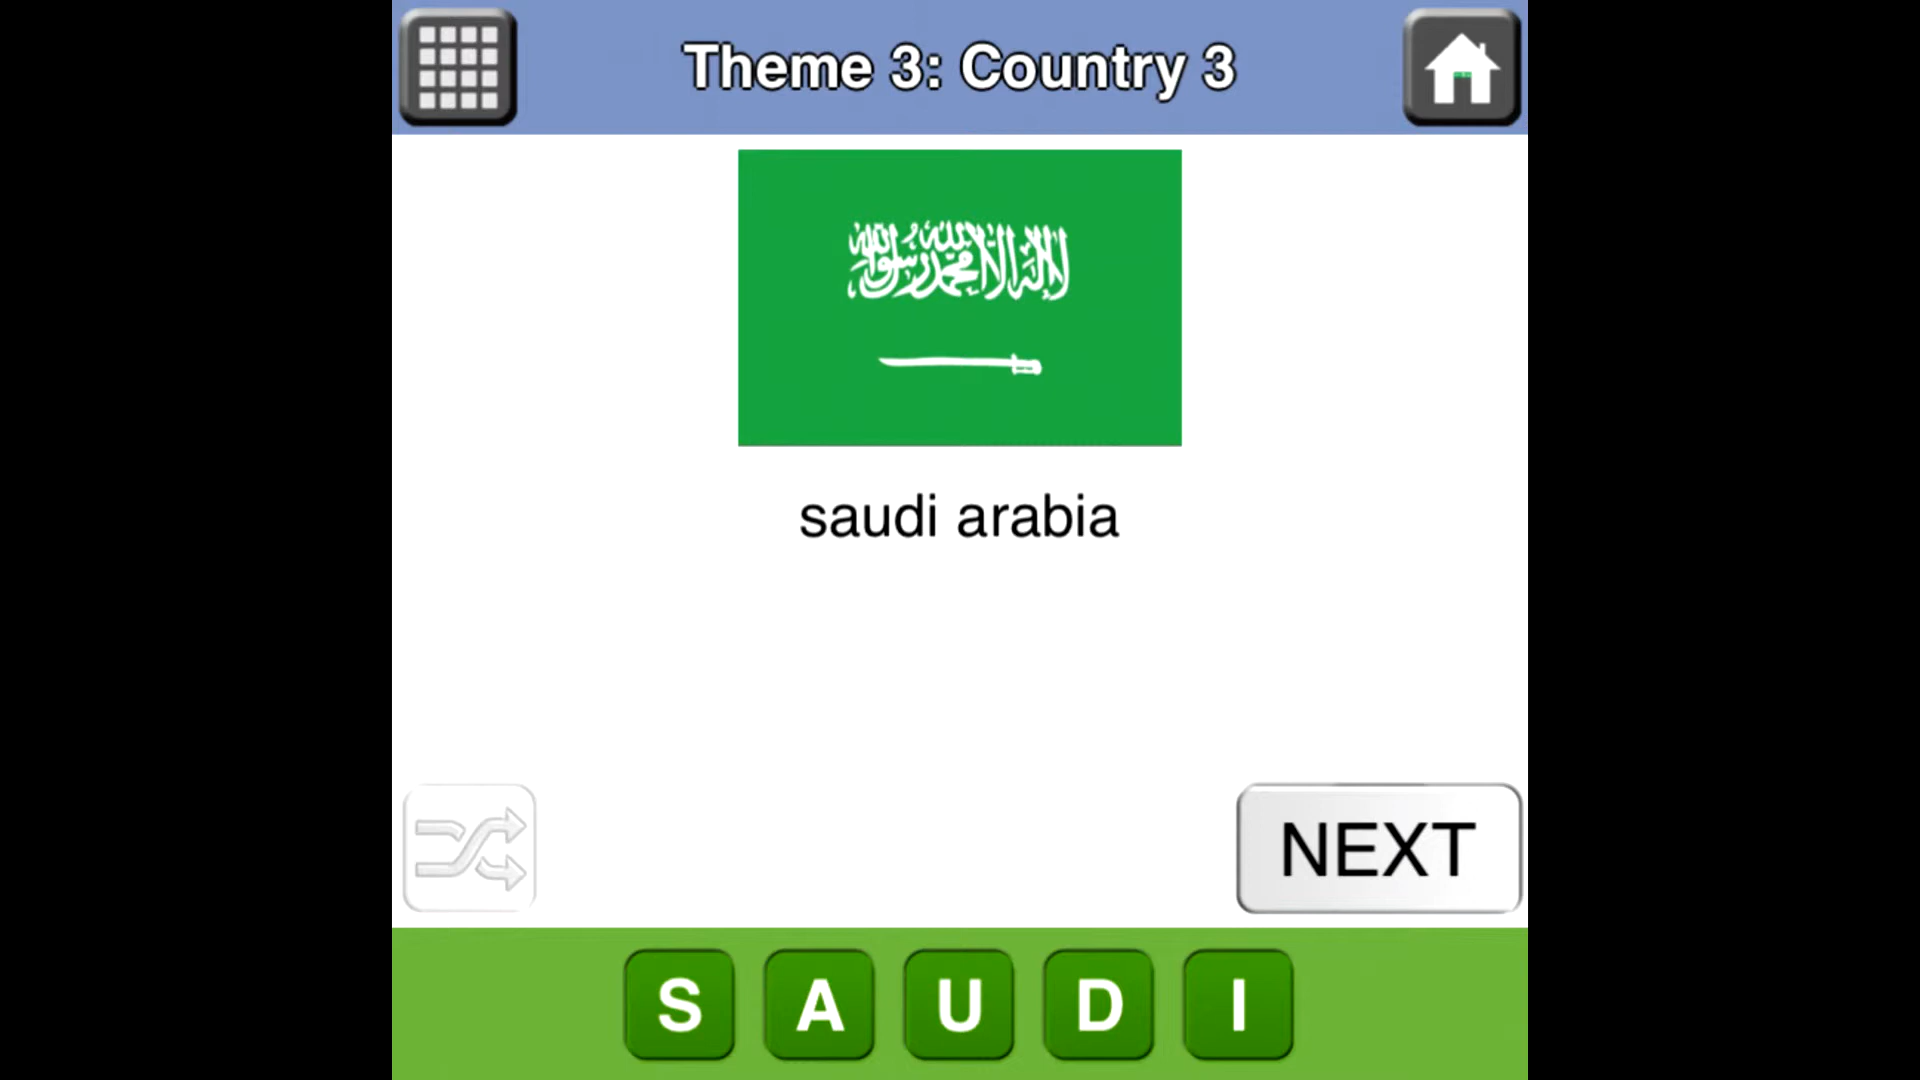 Theme 3: Country 3
لا إله إلا الله محمد رسول الله
saudi arabia
NEXT
S A U D I